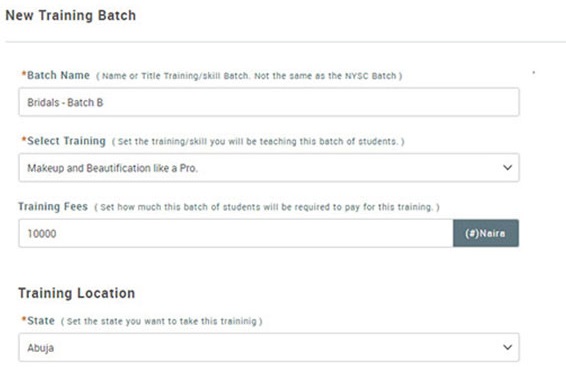 New Training Batch
*Batch Name ( Name or Title Training/skill Batch. Not the same as the NYSC Batch )
Bridals - Batch B
*Select Training ( Set the training/skill you will be teaching this batch of students. )
Makeup and Beautification like a Pro.
Training Fees ( Set how much this batch of students will be required to pay for this training. )
10000 (#)Naira
Training Location
*State ( Set the state you want to take this traininig )
Abuja